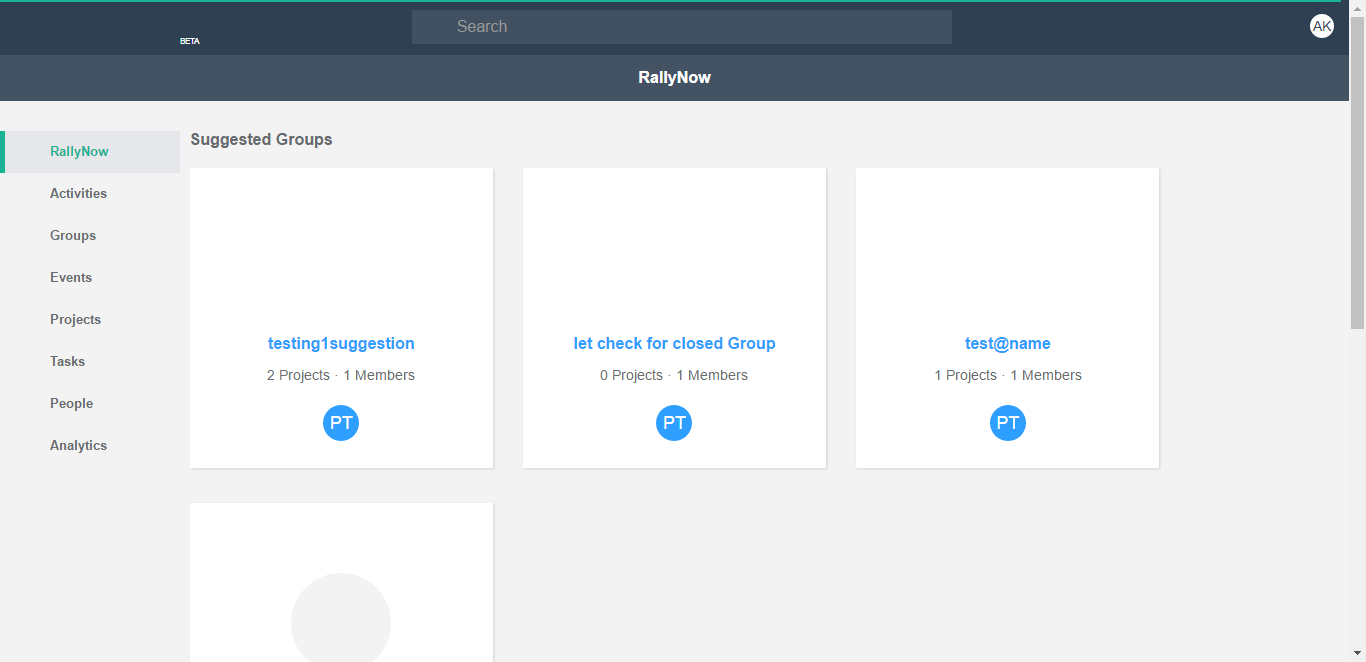 Search
AK
BETA
RallyNow
RallyNow
Activities
Groups
Events
Projects
Tasks
People
Analytics
Suggested Groups
testing1suggestion
2 Projects · 1 Members
PT
let check for closed Group
0 Projects · 1 Members
PT
test@name
1 Projects · 1 Members
PT